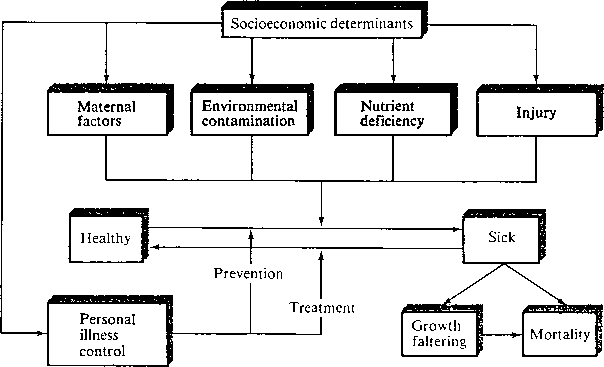 Socioeconomic determinants
Maternal
factors
Environmental
contamination
Nutrient
deficiency
Injury
Healthy
Sick
Prevention
Treatment
Personal
illness
control
Growth
faltering
Mortality